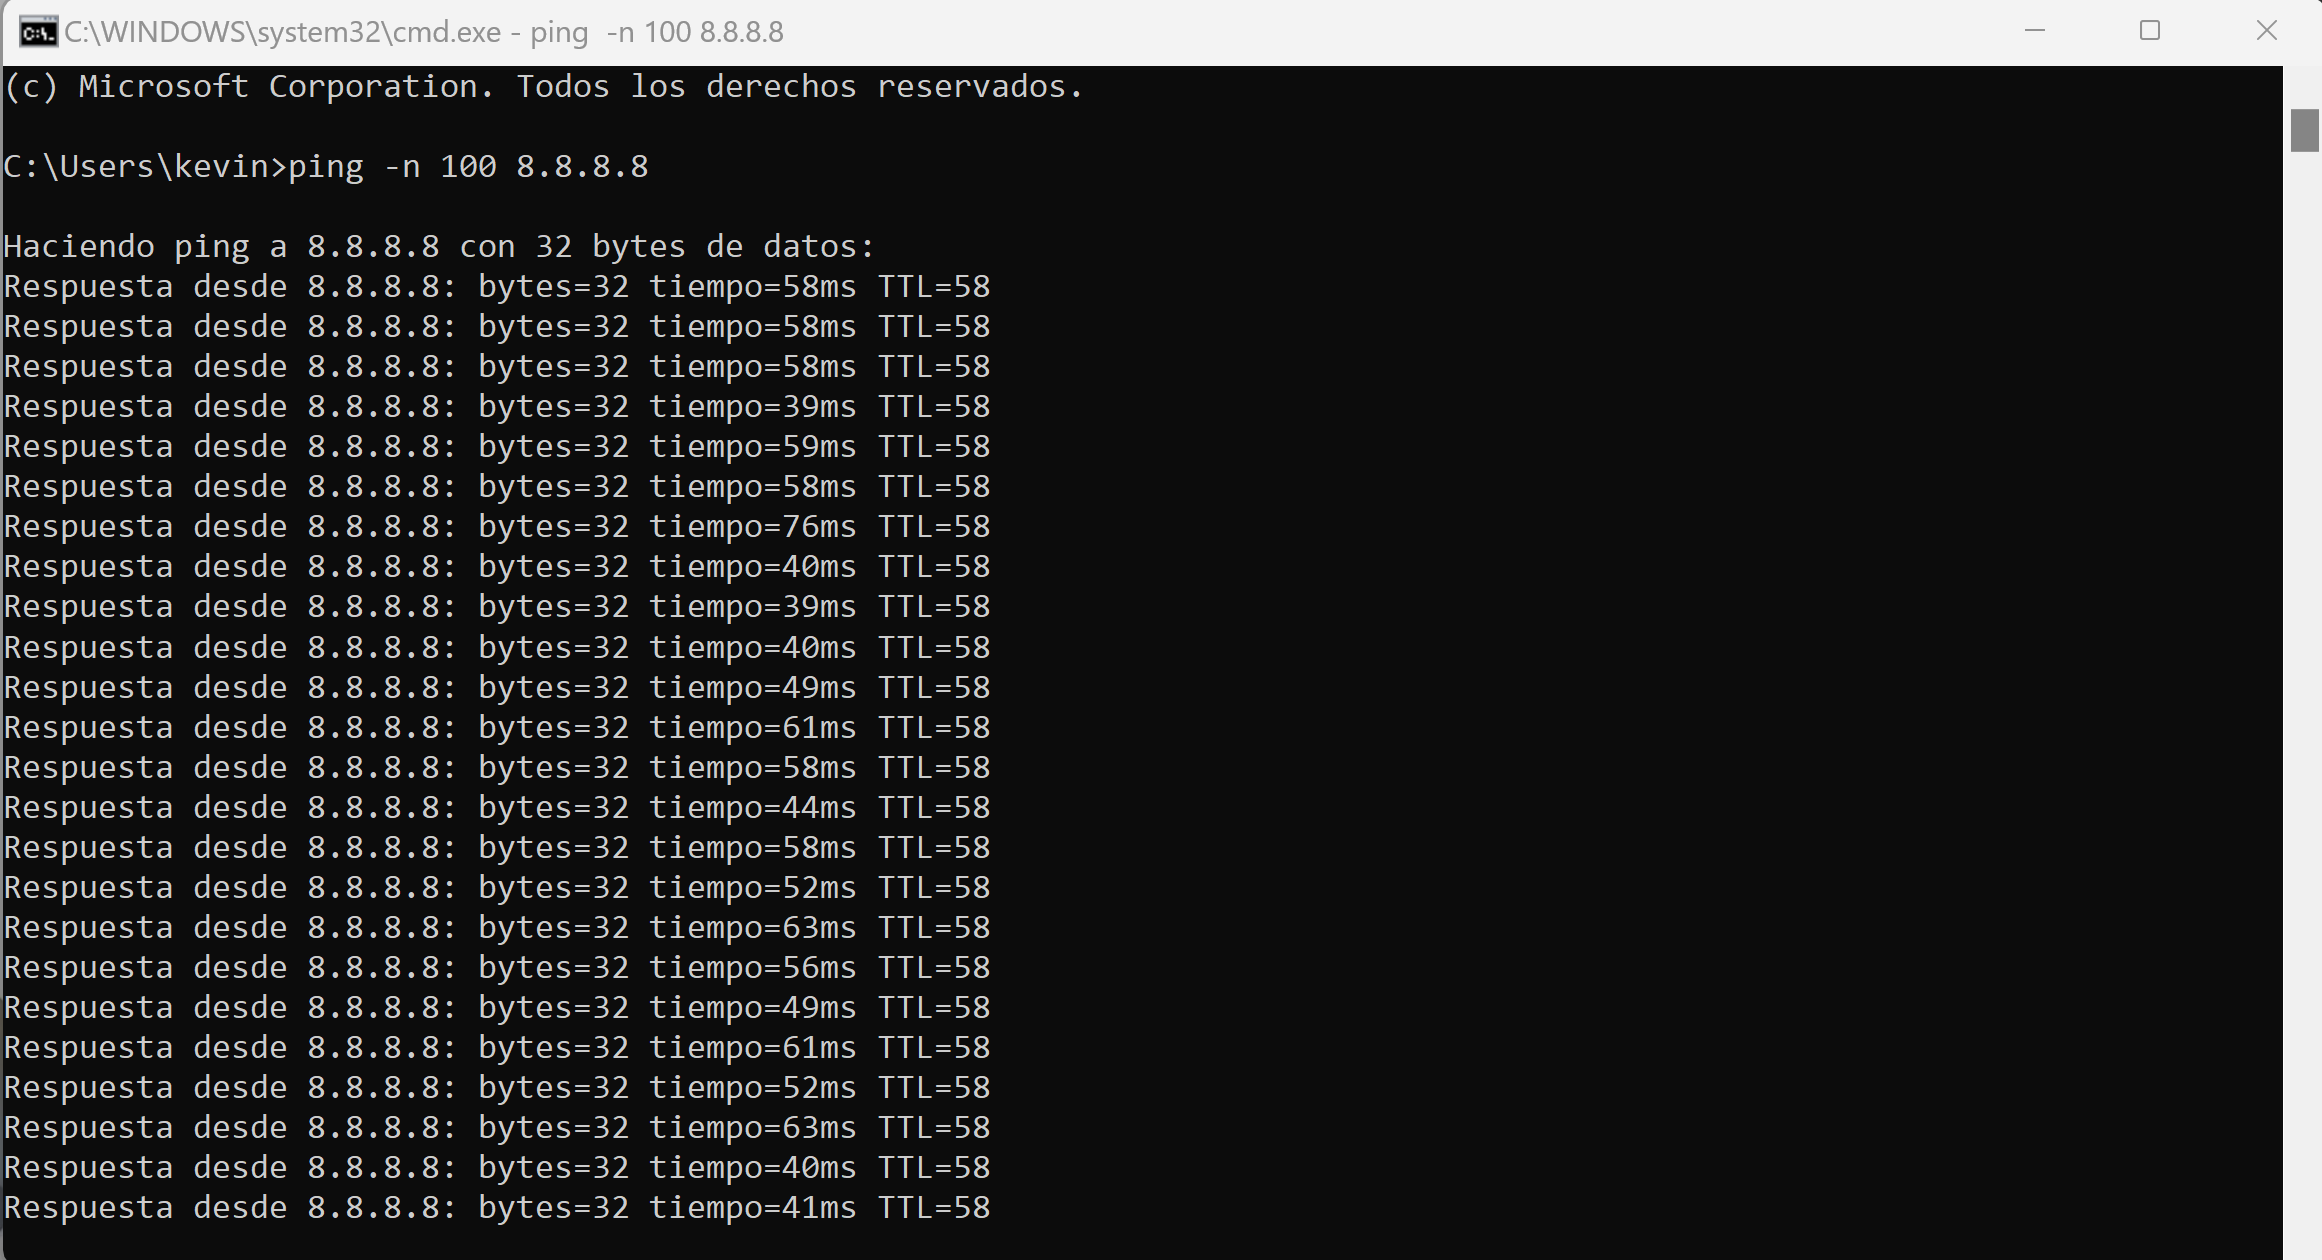 C:\WINDOWS\system32\cmd.exe - ping  -n 100 8.8.8.8
(c) Microsoft Corporation. Todos los derechos reservados.
C:\Users\kevin>ping -n 100 8.8.8.8
Haciendo ping a 8.8.8.8 con 32 bytes de datos:
Respuesta desde 8.8.8.8: bytes=32 tiempo=58ms TTL=58
Respuesta desde 8.8.8.8: bytes=32 tiempo=58ms TTL=58
Respuesta desde 8.8.8.8: bytes=32 tiempo=58ms TTL=58
Respuesta desde 8.8.8.8: bytes=32 tiempo=39ms TTL=58
Respuesta desde 8.8.8.8: bytes=32 tiempo=59ms TTL=58
Respuesta desde 8.8.8.8: bytes=32 tiempo=58ms TTL=58
Respuesta desde 8.8.8.8: bytes=32 tiempo=76ms TTL=58
Respuesta desde 8.8.8.8: bytes=32 tiempo=40ms TTL=58
Respuesta desde 8.8.8.8: bytes=32 tiempo=39ms TTL=58
Respuesta desde 8.8.8.8: bytes=32 tiempo=40ms TTL=58
Respuesta desde 8.8.8.8: bytes=32 tiempo=49ms TTL=58
Respuesta desde 8.8.8.8: bytes=32 tiempo=61ms TTL=58
Respuesta desde 8.8.8.8: bytes=32 tiempo=58ms TTL=58
Respuesta desde 8.8.8.8: bytes=32 tiempo=44ms TTL=58
Respuesta desde 8.8.8.8: bytes=32 tiempo=58ms TTL=58
Respuesta desde 8.8.8.8: bytes=32 tiempo=52ms TTL=58
Respuesta desde 8.8.8.8: bytes=32 tiempo=63ms TTL=58
Respuesta desde 8.8.8.8: bytes=32 tiempo=56ms TTL=58
Respuesta desde 8.8.8.8: bytes=32 tiempo=49ms TTL=58
Respuesta desde 8.8.8.8: bytes=32 tiempo=61ms TTL=58
Respuesta desde 8.8.8.8: bytes=32 tiempo=52ms TTL=58
Respuesta desde 8.8.8.8: bytes=32 tiempo=63ms TTL=58
Respuesta desde 8.8.8.8: bytes=32 tiempo=40ms TTL=58
Respuesta desde 8.8.8.8: bytes=32 tiempo=41ms TTL=58